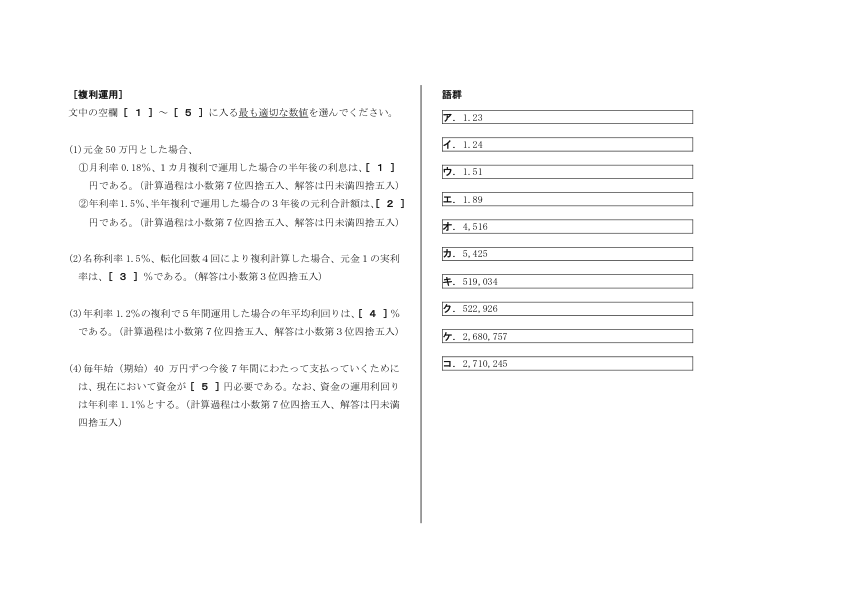 ［複利運用］
文中の空欄［ １ ］～［ ５ ］に入る最も適切な数値を選んでください。
(1)元金50万円とした場合、
①月利率0.18％、１カ月複利で運用した場合の半年後の利息は、［ １ ］
円である。（計算過程は小数第７位四捨五入、解答は円未満四捨五入）
②年利率1.5％、半年複利で運用した場合の３年後の元利合計額は、［ ２ ］
円である。（計算過程は小数第７位四捨五入、解答は円未満四捨五入）
(2)名称利率1.5％、転化回数４回により複利計算した場合、元金１の実利
率は、［ ３ ］％である。（解答は小数第３位四捨五入）
(3)年利率1.2％の複利で５年間運用した場合の年平均利回りは、［ ４ ］％
である。（計算過程は小数第７位四捨五入、解答は小数第３位四捨五入）
(4)毎年始（期始）40 万円ずつ今後７年間にわたって支払っていくために
は、現在において資金が［ ５ ］円必要である。なお、資金の運用利回り
は年利率1.1％とする。（計算過程は小数第７位四捨五入、解答は円未満
四捨五入）
語群
ア．1.23
イ．1.24
ウ．1.51
エ．1.89
オ．4,516
カ．5,425
キ．519,034
ク．522,926
ケ．2,680,757
コ．2,710,245